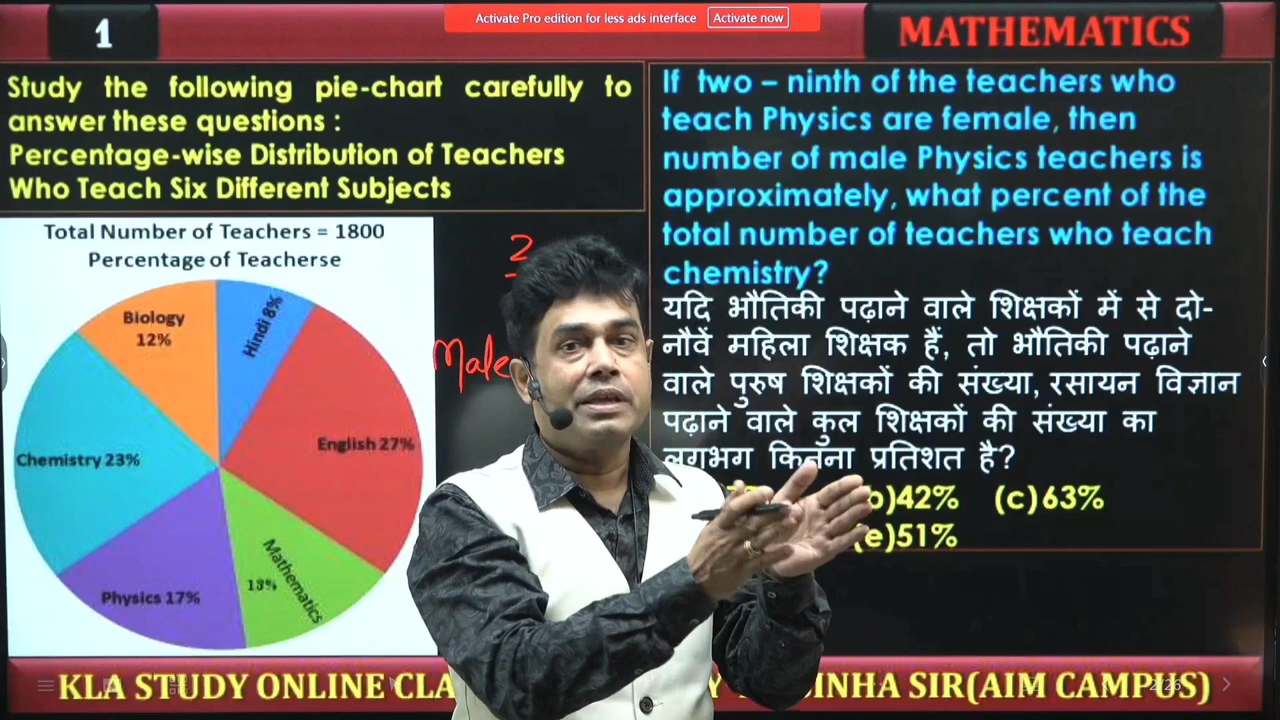 Activate Pro edition for less ads interface Activate now
1
MATHEMATICS
Study the following pie-chart carefully to
answer these questions :
Percentage-wise Distribution of Teachers
Who Teach Six Different Subjects
Total Number of Teachers = 1800
Percentage of Teacherse
Hindi 8%
Biology
12%
English 27%
Chemistry 23%
Mathematics
13%
Physics 17%
2
Male
If two – ninth of the teachers who
teach Physics are female, then
number of male Physics teachers is
approximately, what percent of the
total number of teachers who teach
chemistry?
यदि भौतिकी पढ़ाने वाले शिक्षकों में से दो-
नौवें महिला शिक्षक हैं, तो भौतिकी पढ़ाने
वाले पुरुष शिक्षकों की संख्या, रसायन विज्ञान
पढ़ाने वाले कुल शिक्षकों की संख्या का
लगभग कितना प्रतिशत है?
b)42% (c)63%
(e)51%
KLA STUDY ONLINE CLA SINHA SIR(AIM CAMPUS)